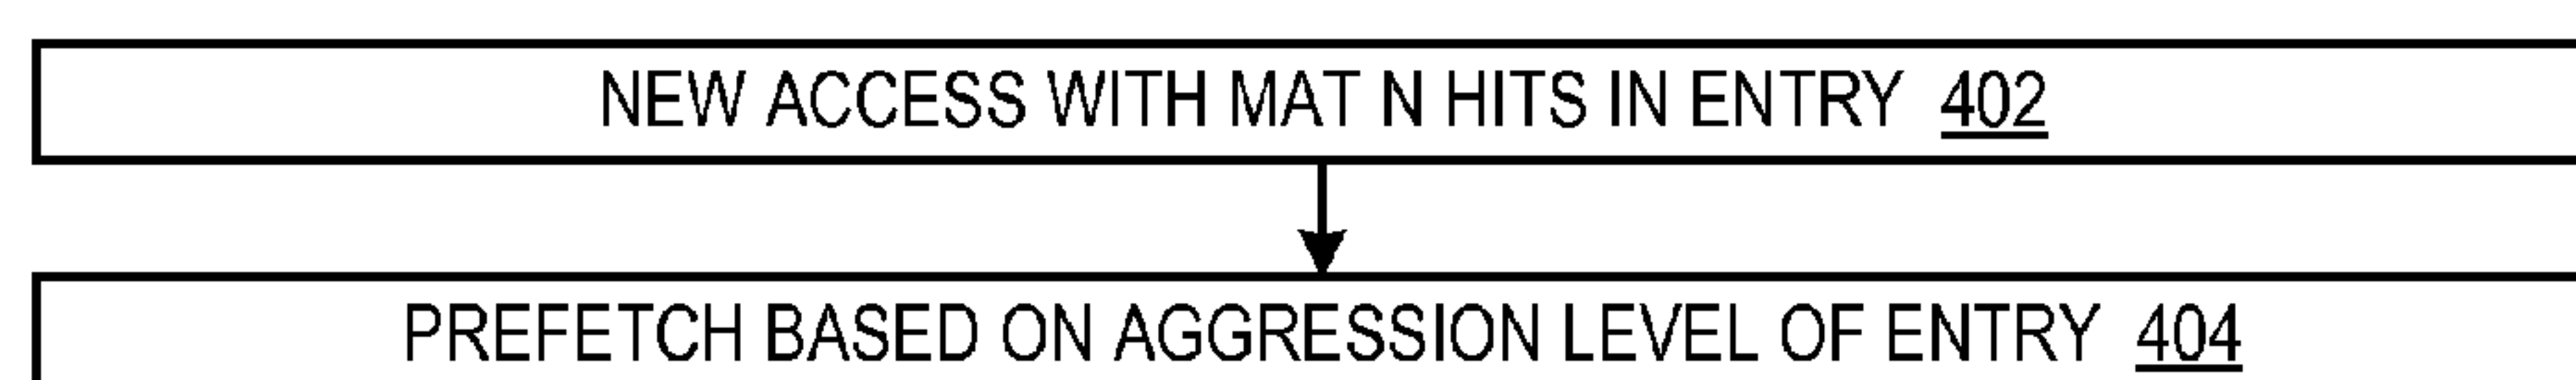 NEW ACCESS WITH MAT N HITS IN ENTRY 402
PREFETCH BASED ON AGGRESSION LEVEL OF ENTRY 404